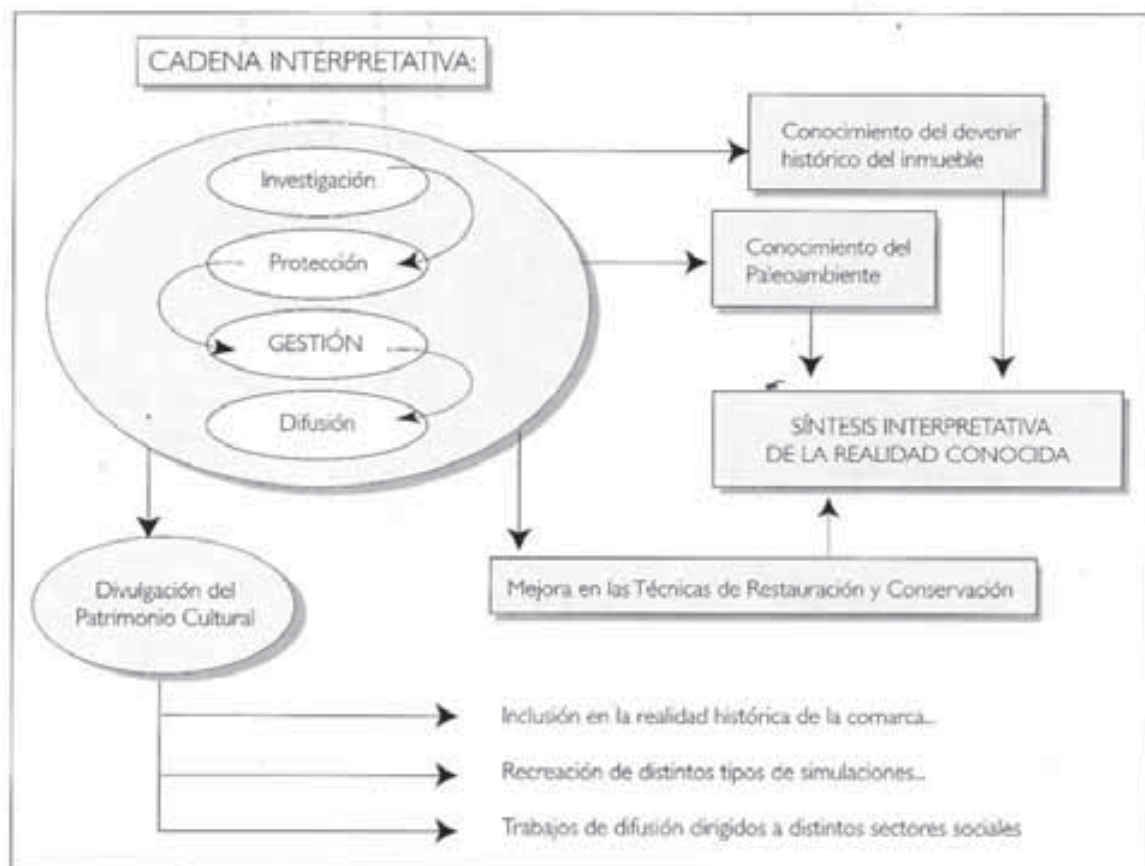 CADENA INTERPRETATIVA:
Investigación
Protección
GESTIÓN
Difusión
Conocimiento del devenir
histórico del inmueble
Conocimiento del
Paleoambiente
SÍNTESIS INTERPRETATIVA
DE LA REALIDAD CONOCIDA
Mejora en las Técnicas de Restauración y Conservación
Divulgación del
Patrimonio Cultural
Inclusión en la realidad histórica de la comarca...
Recreación de distintos tipos de simulaciones...
Trabajos de difusión dirigidos a distintos sectores sociales